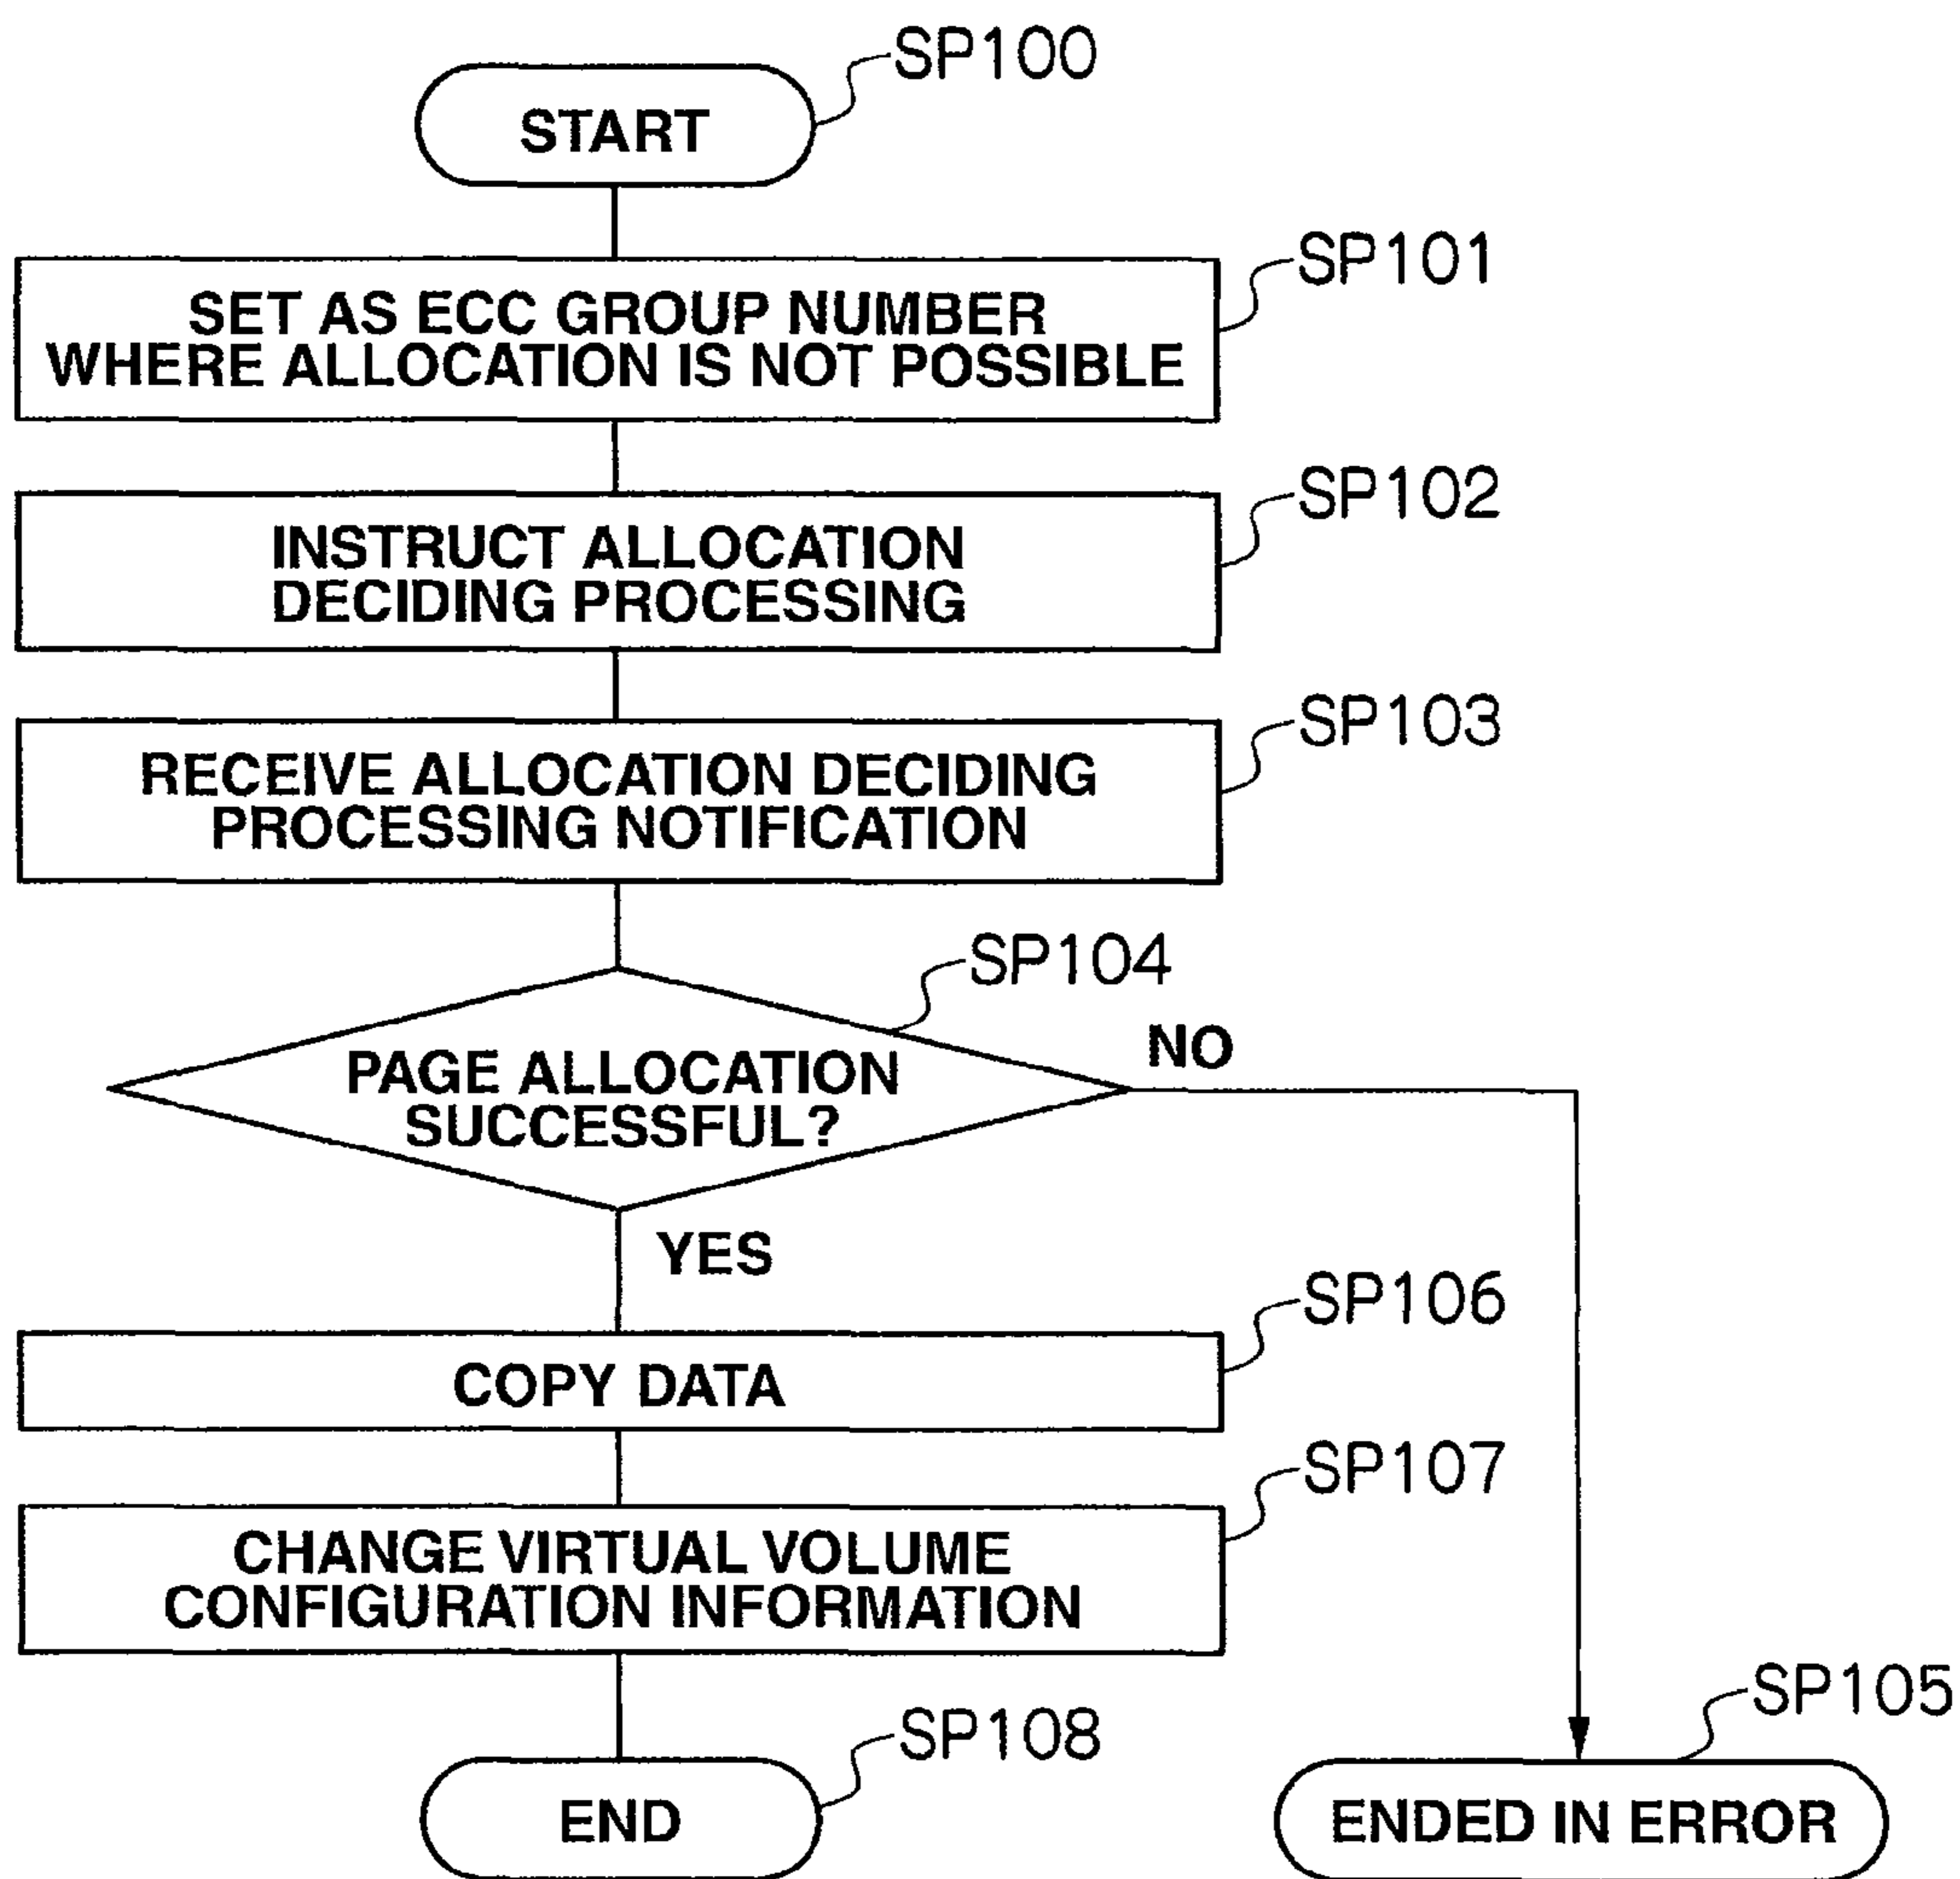 SP100
START
SP101
SET AS ECC GROUP NUMBER
WHERE ALLOCATION IS NOT POSSIBLE
SP102
INSTRUCT ALLOCATION
DECIDING PROCESSING
SP103
RECEIVE ALLOCATION DECIDING
PROCESSING NOTIFICATION
SP104
NO
PAGE ALLOCATION
SUCCESSFUL?
YES
SP106
COPY DATA
SP107
CHANGE VIRTUAL VOLUME
CONFIGURATION INFORMATION
SP108
END
SP105
ENDED IN ERROR